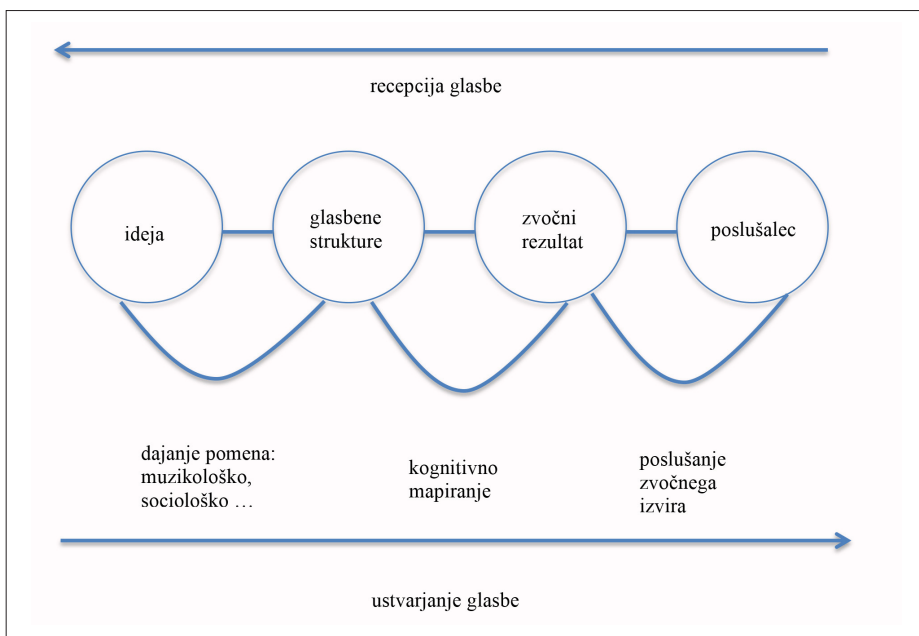 recepcija glasbe
ideja
glasbene
strukture
zvočni
rezultat
poslušalec
dajanje pomena:
muzikološko,
sociološko …
kognitivno
mapiranje
poslušanje
zvočnega
izvira
ustvarjanje glasbe